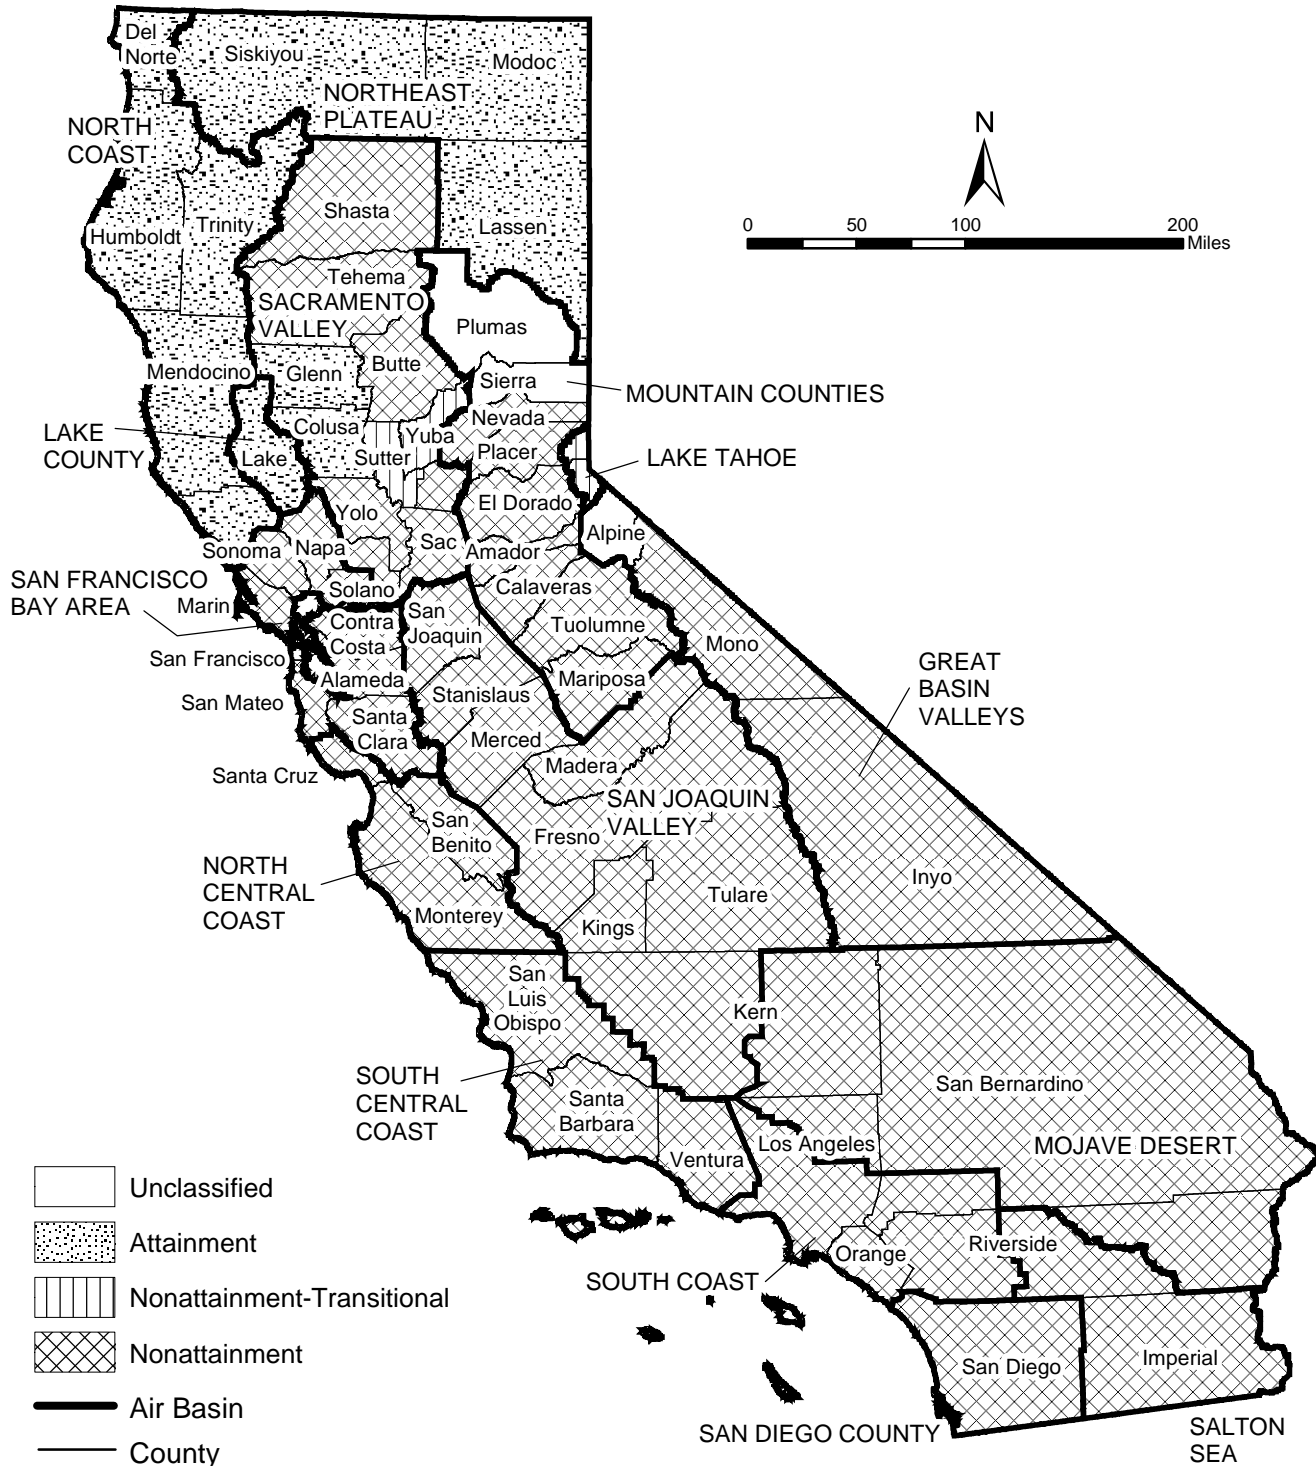 Del
Norte
Siskiyou
Modoc
NORTHEAST
PLATEAU
NORTH
COAST
N
0
50
100
200
Miles
Shasta
Trinity
Humboldt
Lassen
Tehema
SACRAMENTO
VALLEY
Plumas
Butte
Mendocino
Glenn
Sierra
MOUNTAIN COUNTIES
Nevada
Colusa
Yuba
LAKE
COUNTY
Lake
Sutter
Placer
LAKE TAHOE
El Dorado
Yolo
Alpine
Sonoma
Napa
Sac
Amador
SAN FRANCISCO
BAY AREA
Solano
Calaveras
Marin
Contra
Costa
San
Joaquin
Tuolumne
Mono
San Francisco
Alameda
Mariposa
GREAT
BASIN
VALLEYS
San Mateo
Stanislaus
Santa
Clara
Merced
Santa Cruz
Madera
SAN JOAQUIN
VALLEY
San
Benito
Fresno
NORTH
CENTRAL
COAST
Inyo
Tulare
Monterey
Kings
San
Luis
Obispo
Kern
SOUTH
CENTRAL
COAST
Santa
Barbara
San Bernardino
Los Angeles
MOJAVE DESERT
Ventura
Unclassified
Attainment
Nonattainment-Transitional
Nonattainment
Air Basin
County
Orange
Riverside
SOUTH COAST
San Diego
Imperial
SAN DIEGO COUNTY
SALTON
SEA